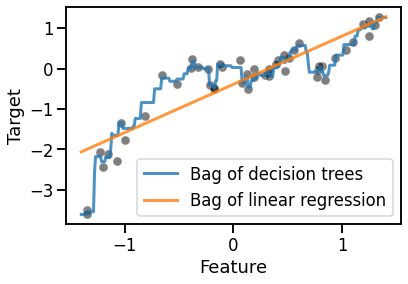 1
0
−1
−2
−3
Target
Bag of decision trees
Bag of linear regression
−1 0 1
Feature